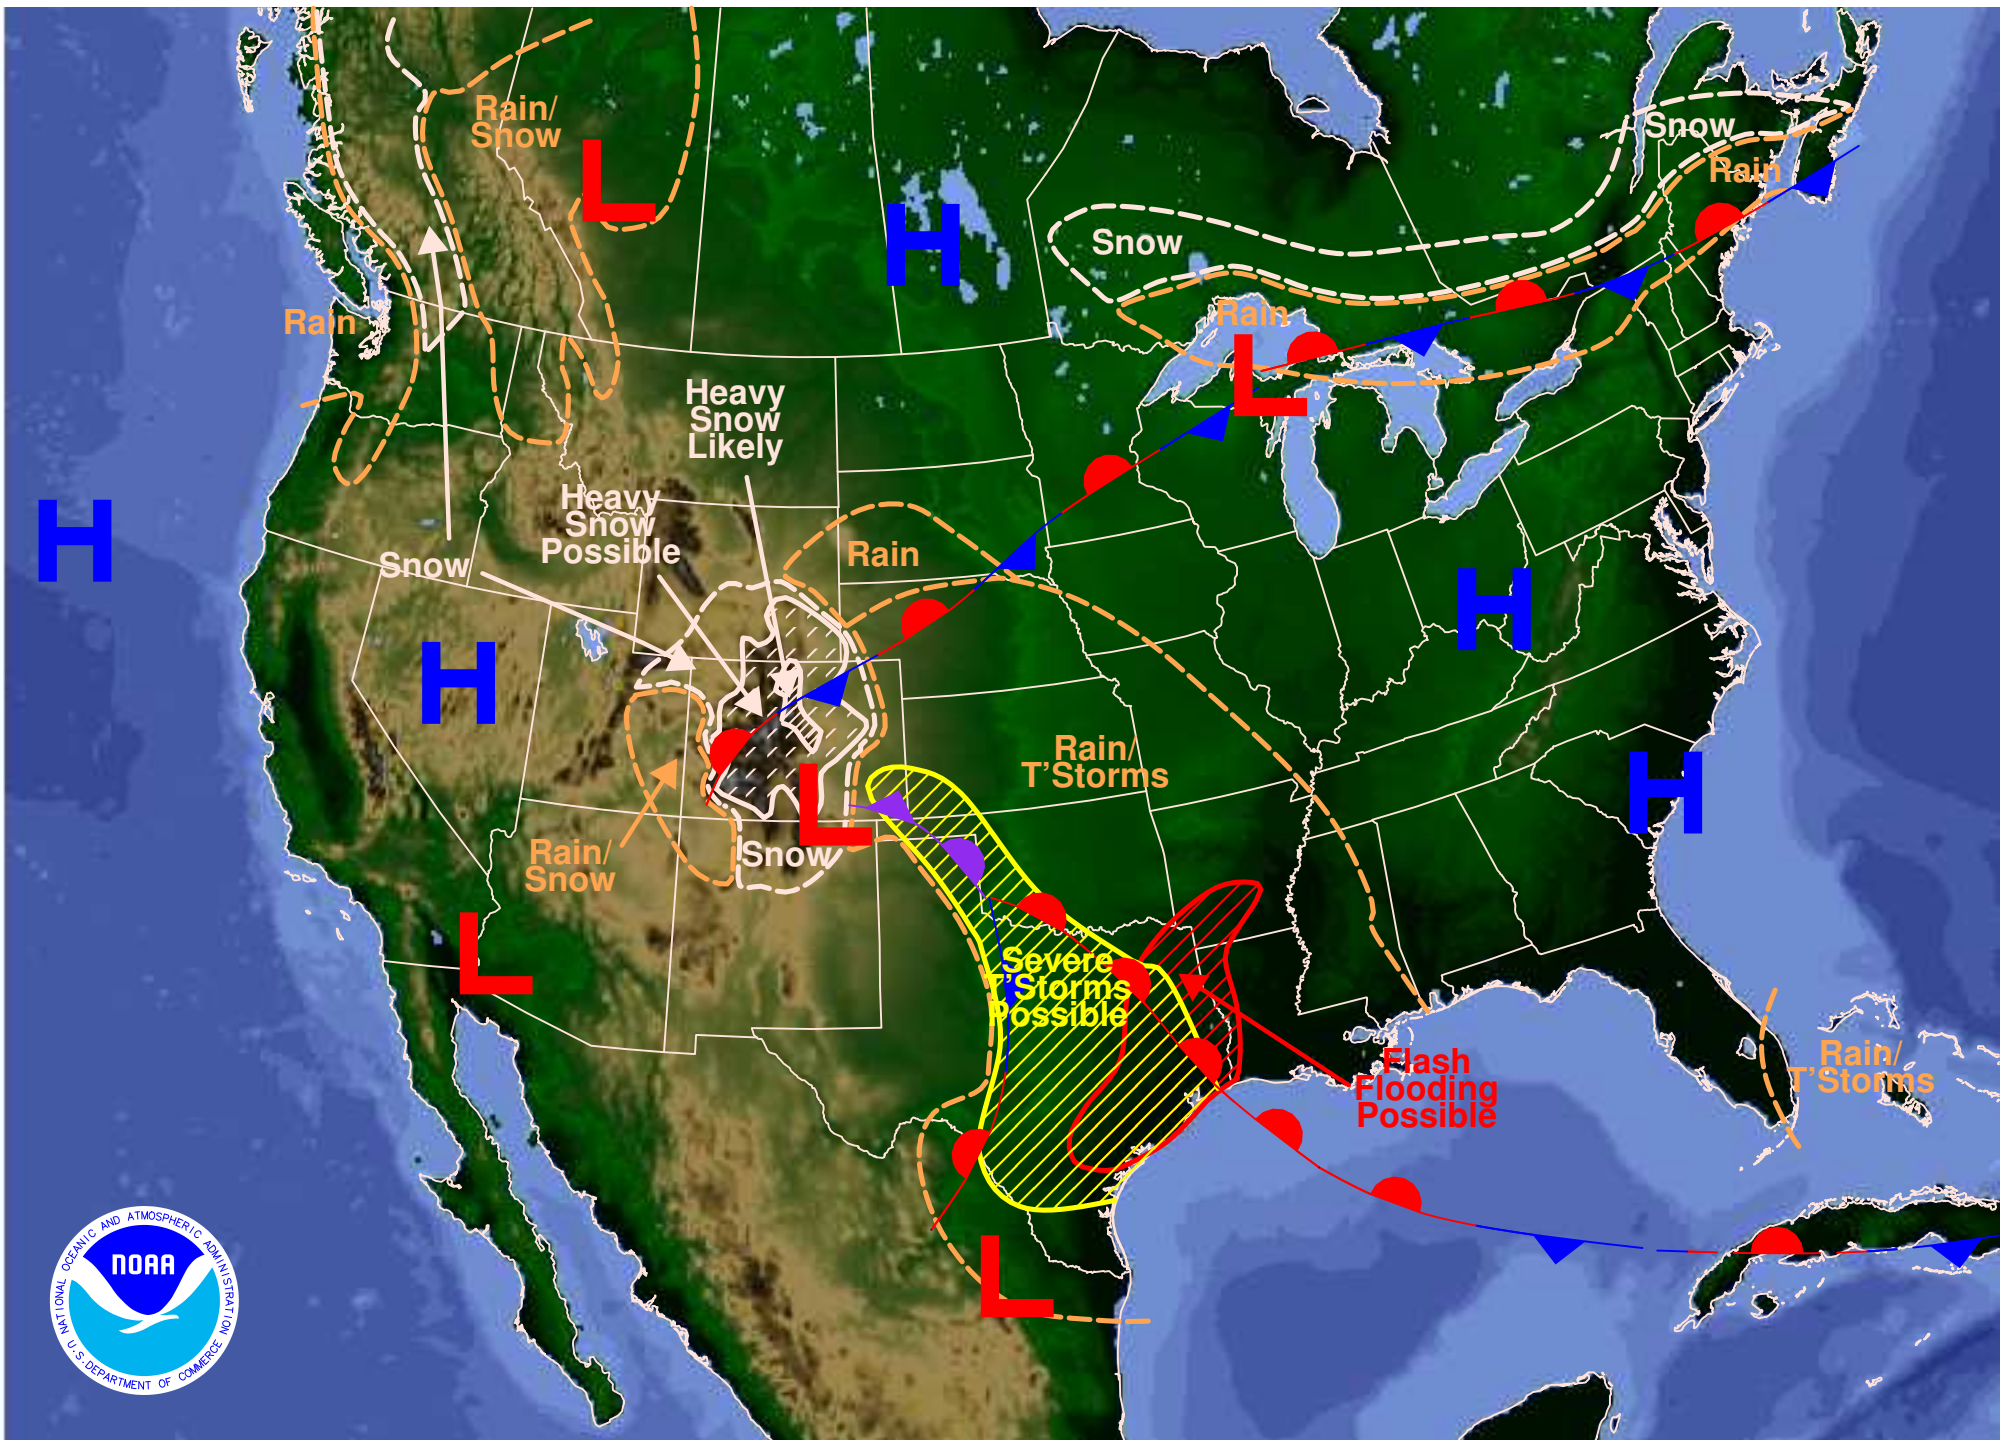 Rain/
Snow
L
H
Snow
Snow
Rain
Rain
Rain
L
Heavy
Snow
Likely
Heavy
Snow
Possible
Snow
Rain
H
H
H
H
Rain/
T'Storms
L
Snow
Rain/
Snow
L
Severe
T'Storms
Possible
Flash
Flooding
Possible
Rain/
T'Storms
L
NATIONAL OCEANIC AND ATMOSPHERIC ADMINISTRATION
NOAA
U.S. DEPARTMENT OF COMMERCE